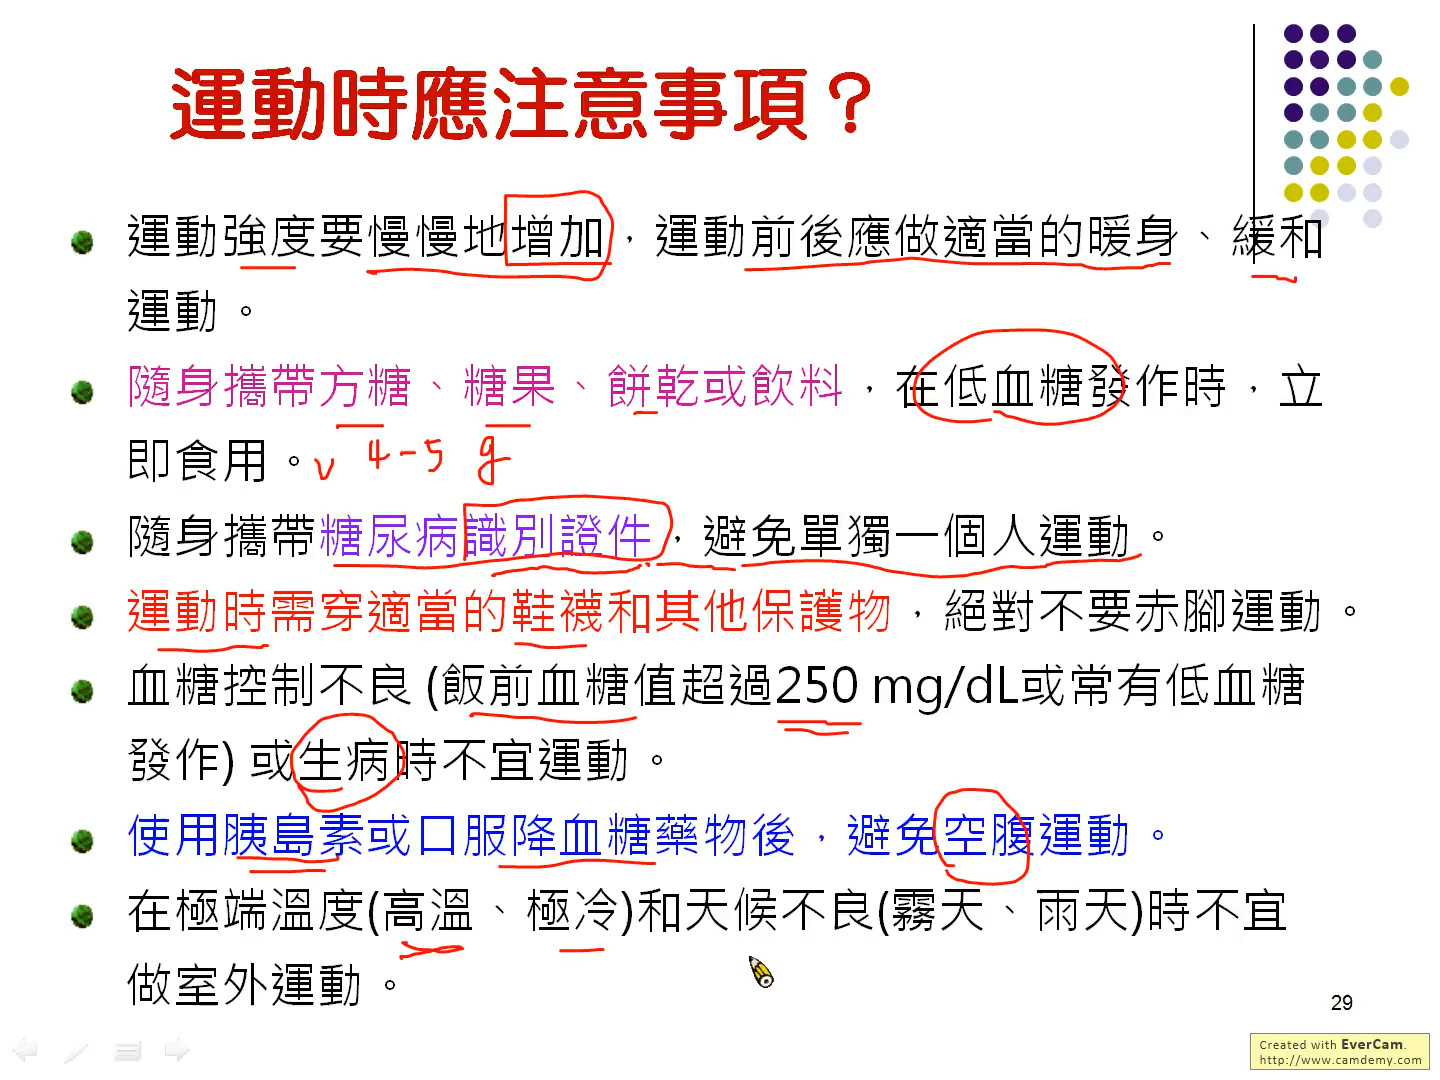 運動時應注意事項？
運動強度要慢慢地增加，運動前後應做適當的暖身、緩和
運動。
隨身攜帶方糖、糖果、餅乾或飲料，在低血糖發作時，立
即食用。
v 4-5 g
隨身攜帶糖尿病識別證件，避免單獨一個人運動。
運動時需穿適當的鞋襪和其他保護物，絕對不要赤腳運動。
血糖控制不良 (飯前血糖值超過250 mg/dL或常有低血糖
發作) 或生病時不宜運動。
使用胰島素或口服降血糖藥物後，避免空腹運動。
在極端溫度(高溫、極冷)和天候不良(霧天、雨天)時不宜
做室外運動。
29
Created with EverCam.
http://www.camdemy.com